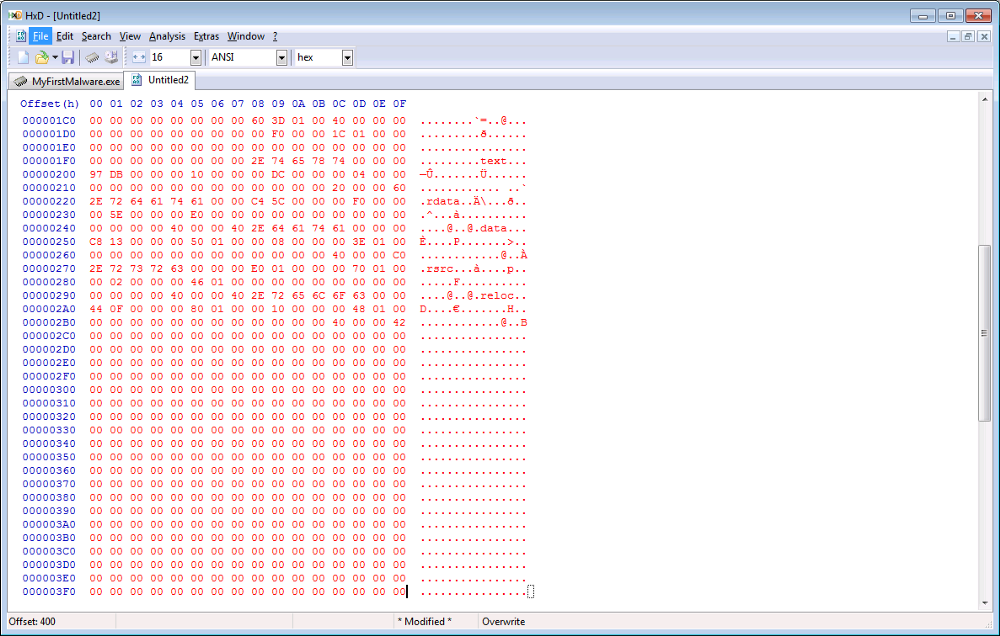 HxD - [Untitled2]
File Edit Search View Analysis Extras Window ?
16 ANSI hex
MyFirstMalware.exe Untitled2
Offset(h) 00 01 02 03 04 05 06 07 08 09 0A 0B 0C 0D 0E 0F
000001C0 00 00 00 00 00 00 00 00 60 3D 01 00 40 00 00 00 ........`=..@...
000001D0 00 00 00 00 00 00 00 00 00 F0 00 00 1C 01 00 00 .........ð......
000001E0 00 00 00 00 00 00 00 00 00 00 00 00 00 00 00 00 ................
000001F0 00 00 00 00 00 00 00 00 2E 74 65 78 74 00 00 00 .........text...
00000200 97 DB 00 00 00 10 00 00 00 DC 00 00 00 04 00 00 —Û.......Ü......
00000210 00 00 00 00 00 00 00 00 00 00 00 00 20 00 00 60 ............ ..`
00000220 2E 72 64 61 74 61 00 00 C4 5C 00 00 00 F0 00 00 .rdata..Ä\...ð..
00000230 00 5E 00 00 00 E0 00 00 00 00 00 00 00 00 00 00 .^...à..........
00000240 00 00 00 00 40 00 00 40 2E 64 61 74 61 00 00 00 ....@..@.data...
00000250 C8 13 00 00 00 50 01 00 00 08 00 00 00 3E 01 00 È....P.......>..
00000260 00 00 00 00 00 00 00 00 00 00 00 00 40 00 00 C0 ............@..À
00000270 2E 72 73 72 63 00 00 00 E0 01 00 00 00 70 01 00 .rsrc...à....p..
00000280 00 02 00 00 00 46 01 00 00 00 00 00 00 00 00 00 .....F..........
00000290 00 00 00 00 40 00 00 40 2E 72 65 6C 6F 63 00 00 ....@..@.reloc..
000002A0 44 0F 00 00 00 80 01 00 00 10 00 00 00 48 01 00 D....€.......H..
000002B0 00 00 00 00 00 00 00 00 00 00 00 00 40 00 00 42 ............@..B
000002C0 00 00 00 00 00 00 00 00 00 00 00 00 00 00 00 00 ................
000002D0 00 00 00 00 00 00 00 00 00 00 00 00 00 00 00 00 ................
000002E0 00 00 00 00 00 00 00 00 00 00 00 00 00 00 00 00 ................
000002F0 00 00 00 00 00 00 00 00 00 00 00 00 00 00 00 00 ................
00000300 00 00 00 00 00 00 00 00 00 00 00 00 00 00 00 00 ................
00000310 00 00 00 00 00 00 00 00 00 00 00 00 00 00 00 00 ................
00000320 00 00 00 00 00 00 00 00 00 00 00 00 00 00 00 00 ................
00000330 00 00 00 00 00 00 00 00 00 00 00 00 00 00 00 00 ................
00000340 00 00 00 00 00 00 00 00 00 00 00 00 00 00 00 00 ................
00000350 00 00 00 00 00 00 00 00 00 00 00 00 00 00 00 00 ................
00000360 00 00 00 00 00 00 00 00 00 00 00 00 00 00 00 00 ................
00000370 00 00 00 00 00 00 00 00 00 00 00 00 00 00 00 00 ................
00000380 00 00 00 00 00 00 00 00 00 00 00 00 00 00 00 00 ................
00000390 00 00 00 00 00 00 00 00 00 00 00 00 00 00 00 00 ................
000003A0 00 00 00 00 00 00 00 00 00 00 00 00 00 00 00 00 ................
000003B0 00 00 00 00 00 00 00 00 00 00 00 00 00 00 00 00 ................
000003C0 00 00 00 00 00 00 00 00 00 00 00 00 00 00 00 00 ................
000003D0 00 00 00 00 00 00 00 00 00 00 00 00 00 00 00 00 ................
000003E0 00 00 00 00 00 00 00 00 00 00 00 00 00 00 00 00 ................
000003F0 00 00 00 00 00 00 00 00 00 00 00 00 00 00 00 00 ................
Offset: 400 * Modified * Overwrite